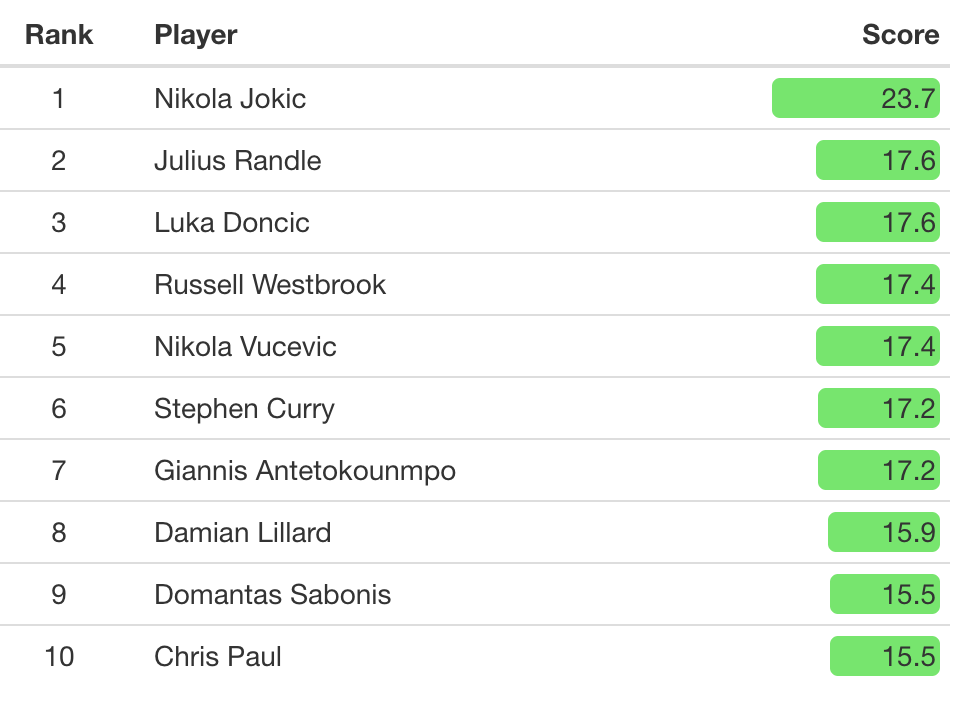 Rank Player Score
1 Nikola Jokic 23.7
2 Julius Randle 17.6
3 Luka Doncic 17.6
4 Russell Westbrook 17.4
5 Nikola Vucevic 17.4
6 Stephen Curry 17.2
7 Giannis Antetokounmpo 17.2
8 Damian Lillard 15.9
9 Domantas Sabonis 15.5
10 Chris Paul 15.5